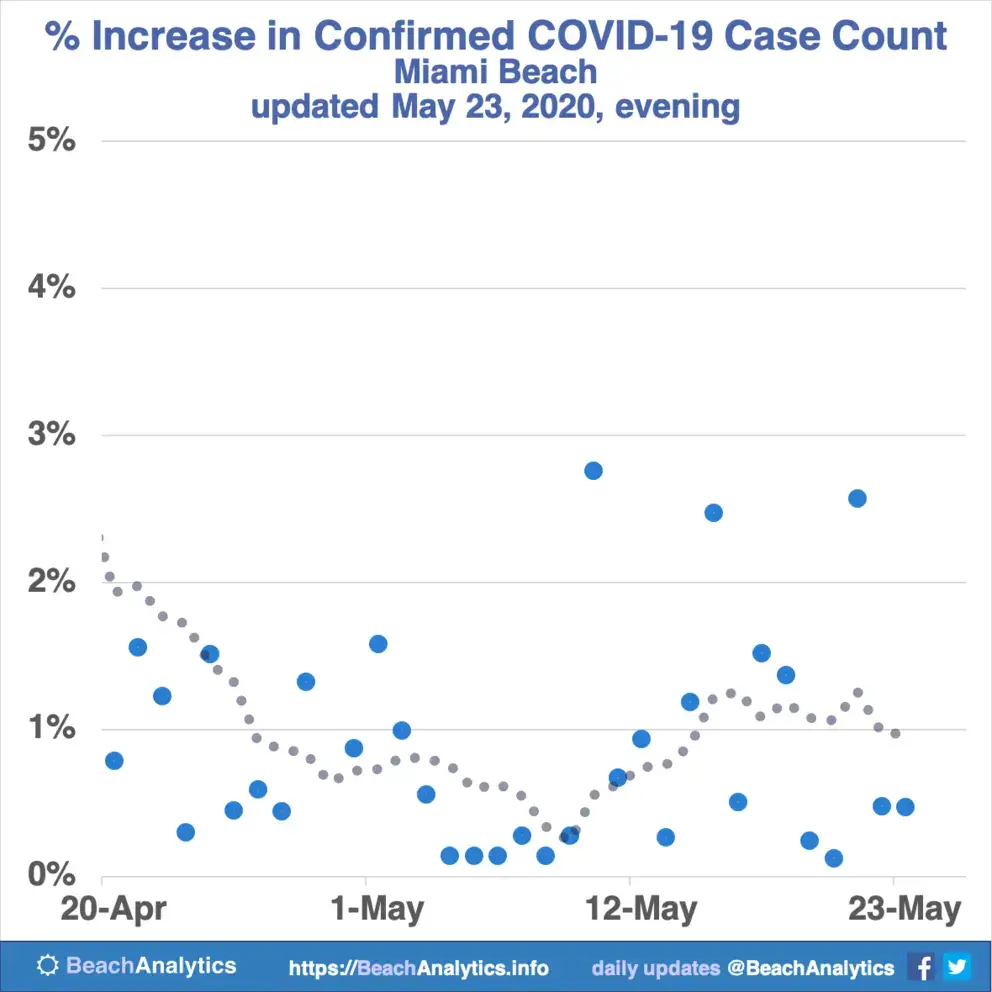 % Increase in Confirmed COVID-19 Case Count
Miami Beach
updated May 23, 2020, evening
5%
4%
3%
2%
1%
0%
20-Apr 1-May 12-May 23-May
BeachAnalytics https://BeachAnalytics.info daily updates @BeachAnalytics